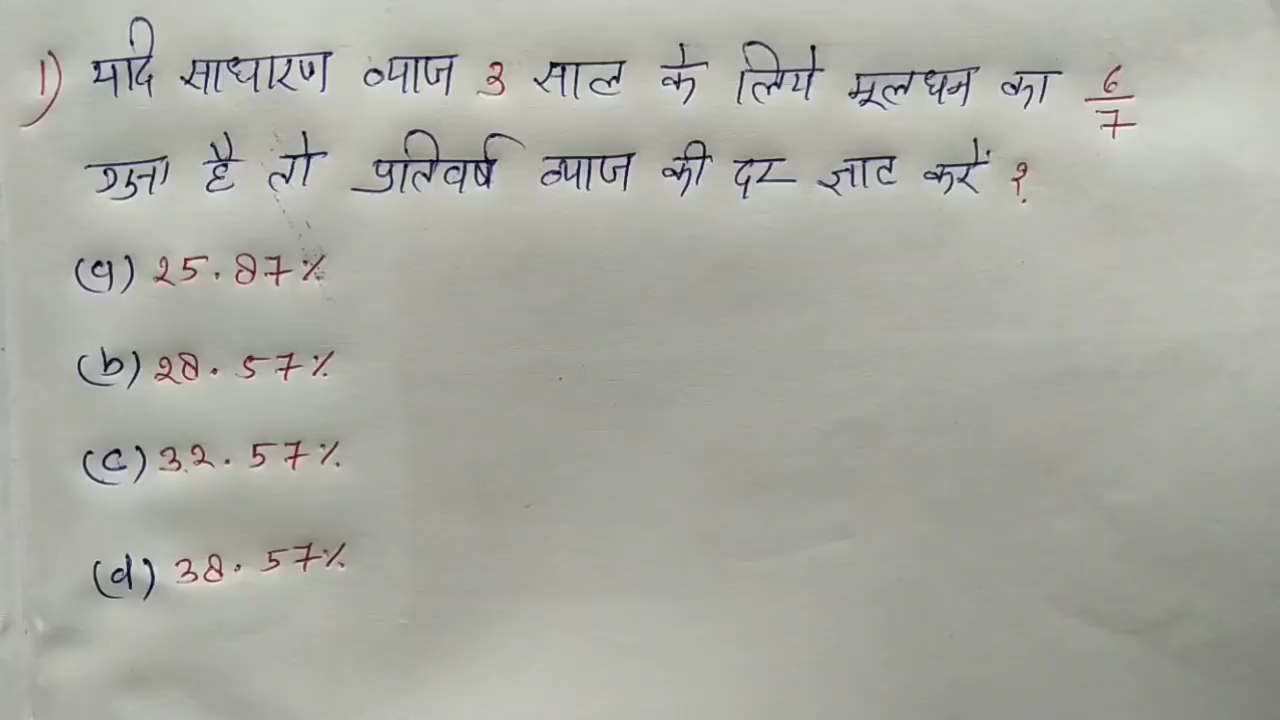 1) यदि साधारण व्याज 3 साल के लिये मूलधन का 6/7
गुना है तो प्रतिवर्ष व्याज की दर ज्ञात करें ?
(a) 25.87%
(b) 28.57%
(c) 32.57%
(d) 38.57%